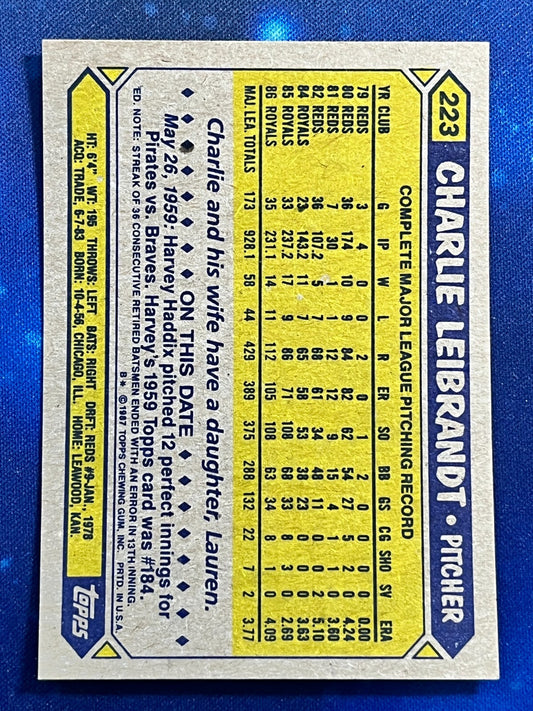 223 CHARLIE LEIBRANDT • PITCHER
COMPLETE MAJOR LEAGUE PITCHING RECORD
YR CLUB G IP W L R ER SO BB GS CG SHO SV ERA
79 REDS 3 4 0 0 2 0 1 2 0 0 0 0 0.00
80 REDS 36 174 10 9 84 82 62 54 27 5 2 0 4.24
81 REDS 7 30 1 1 12 12 9 15 4 1 1 0 3.60
82 REDS 36 107.2 5 7 68 61 34 48 11 0 0 2 5.10
84 ROYALS 23 143.2 11 7 65 58 53 38 23 0 0 0 3.63
85 ROYALS 33 237.2 17 9 86 71 108 68 33 8 3 0 2.69
86 ROYALS 35 231.1 14 11 112 105 108 63 34 8 1 0 4.09
MAJ. LEA. TOTALS 173 928.1 58 44 429 389 375 288 132 22 7 2 3.77
Charlie and his wife have a daughter, Lauren.
ON THIS DATE
May 26, 1959: Harvey Haddix pitched 12 perfect innings for
Pirates vs. Braves. Harvey's 1959 Topps card was #184.
ED. NOTE: STREAK OF 36 CONSECUTIVE RETIRED BATSMEN ENDED WITH AN ERROR IN 13TH INNING.
B* © 1987 TOPPS CHEWING GUM, INC. PRTD. IN U.S.A.
HT: 6'4" WT: 195 THROWS: LEFT BATS: RIGHT DRFT: REDS #9-JAN., 1978
ACQ: TRADE, 6-7-83 BORN: 10-4-56, CHICAGO, ILL. HOME: LEAWOOD, KAN.
TOPPS